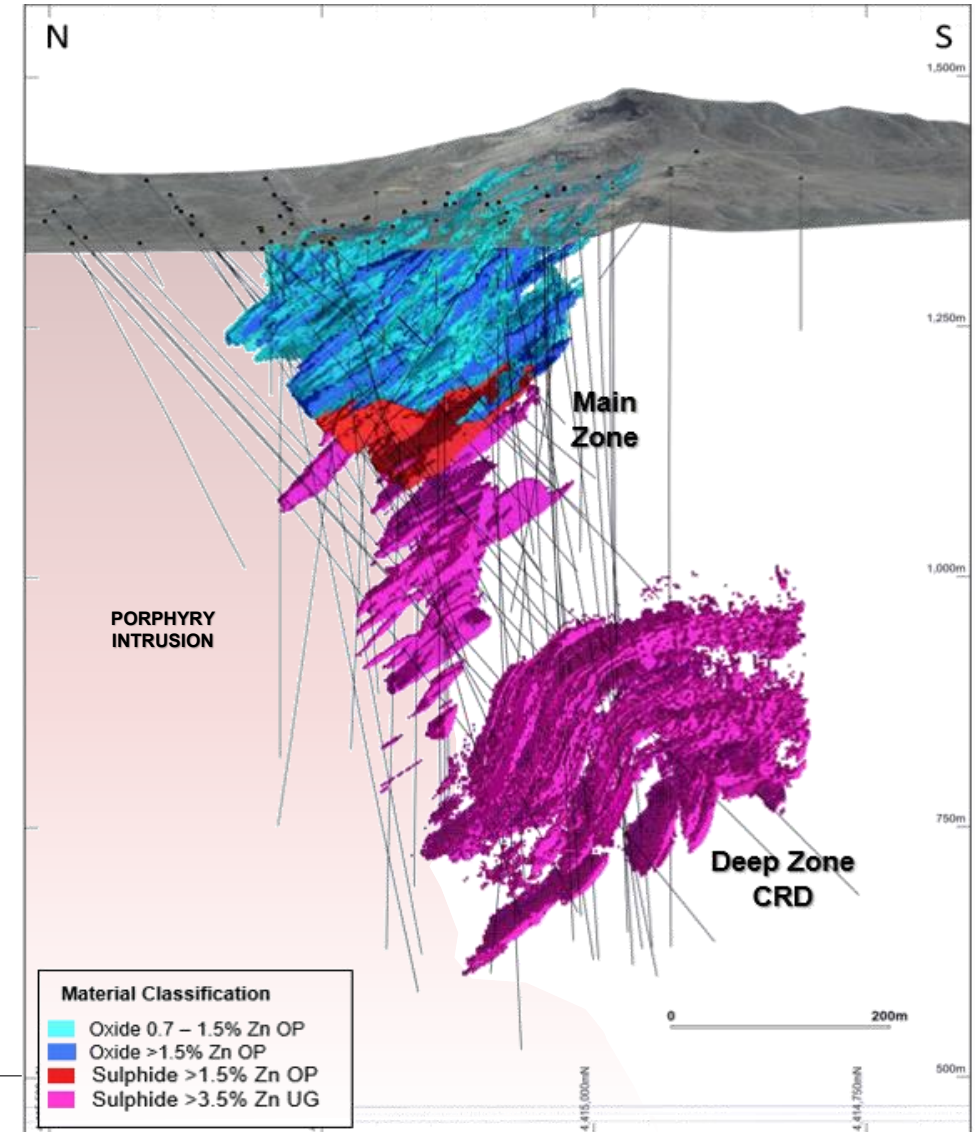 N
S
1,500m
1,250m
Main
Zone
1,000m
PORPHYRY
INTRUSION
750m
Deep Zone
CRD
Material Classification
Oxide 0.7 – 1.5% Zn OP
Oxide >1.5% Zn OP
Sulphide >1.5% Zn OP
Sulphide >3.5% Zn UG
0 200m
500m
4,415,000mN
4,414,750mN